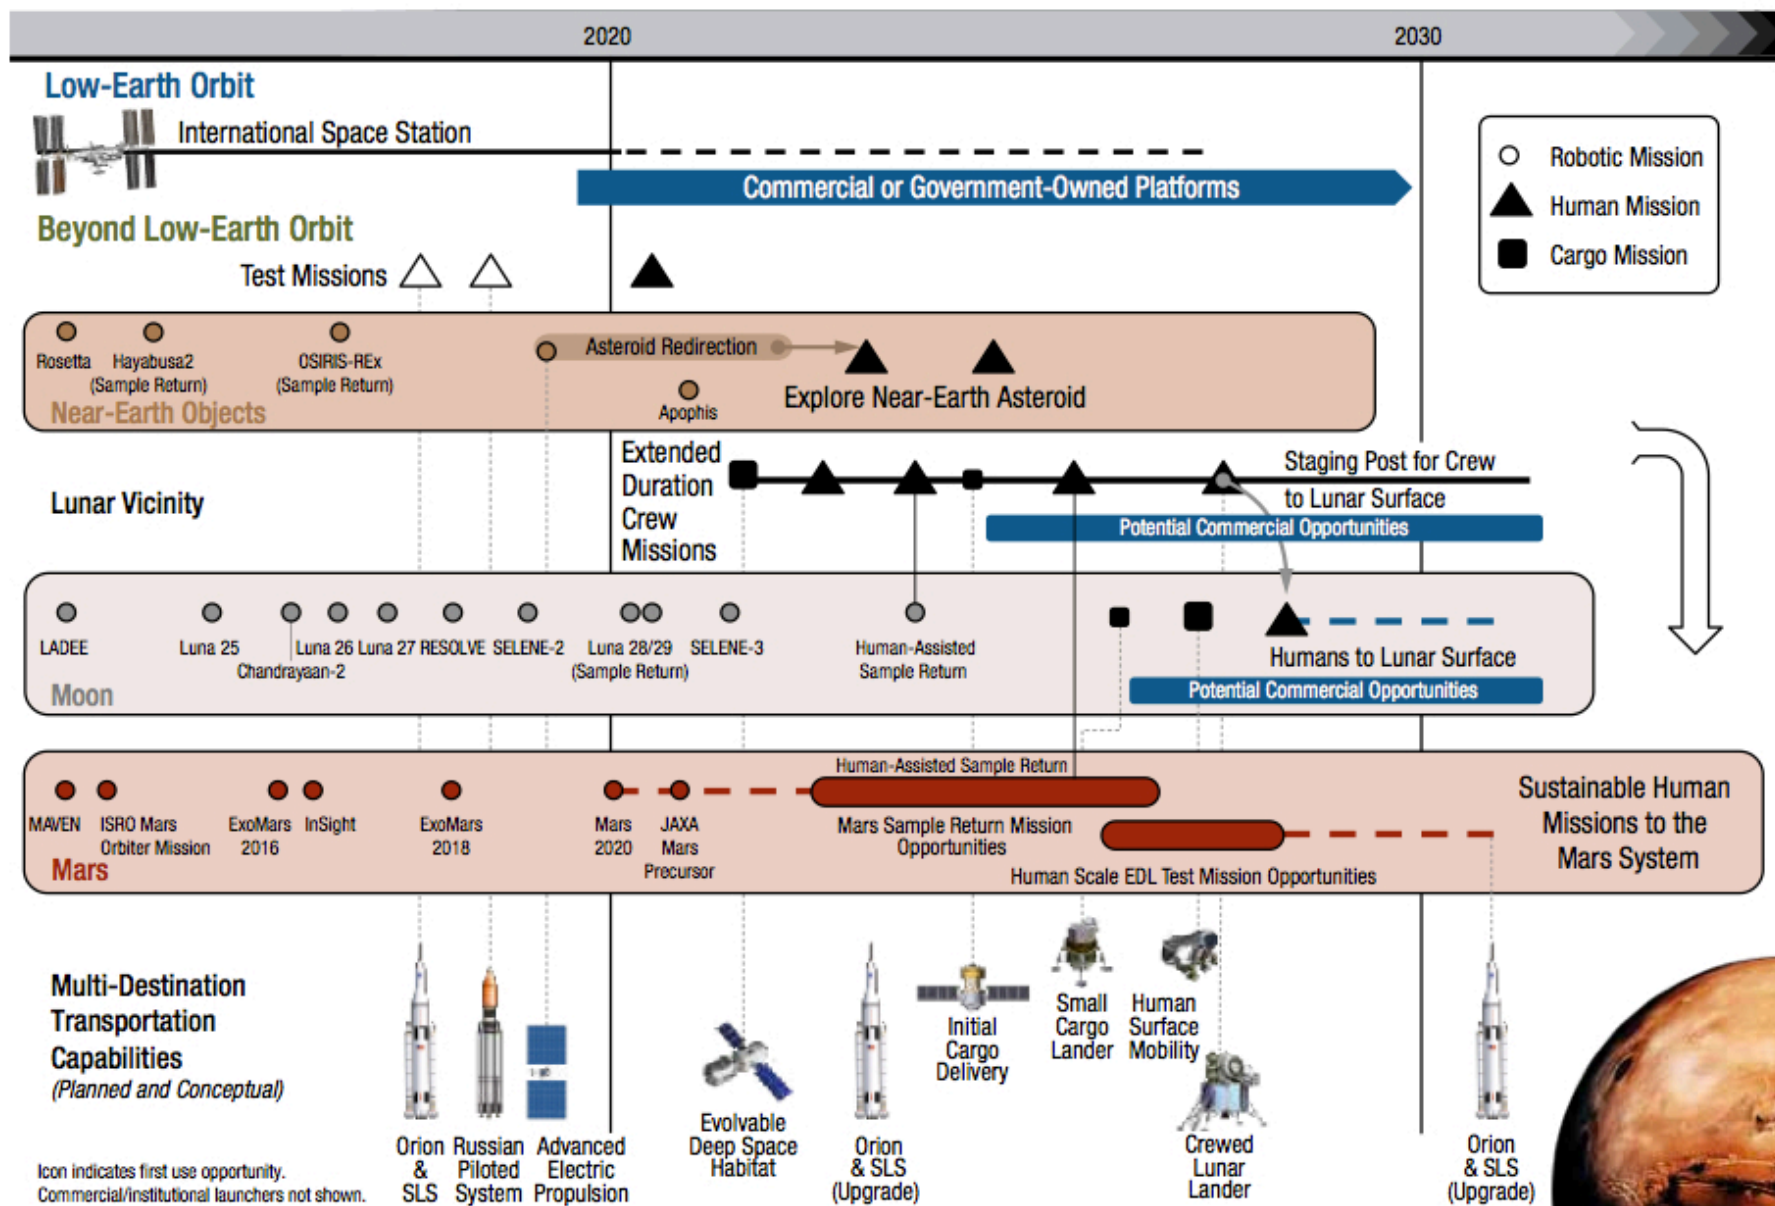 2020
2030
Low-Earth Orbit
International Space Station
Commercial or Government-Owned Platforms
Robotic Mission
Human Mission
Cargo Mission
Beyond Low-Earth Orbit
Test Missions
Rosetta
Hayabusa2
(Sample Return)
OSIRIS-REx
(Sample Return)
Asteroid Redirection
Apophis
Explore Near-Earth Asteroid
Near-Earth Objects
Lunar Vicinity
Extended
Duration
Crew
Missions
Staging Post for Crew
to Lunar Surface
Potential Commercial Opportunities
LADEE
Luna 25
Chandrayaan-2
Luna 26
Luna 27
RESOLVE
SELENE-2
Luna 28/29
(Sample Return)
SELENE-3
Human-Assisted
Sample Return
Humans to Lunar Surface
Potential Commercial Opportunities
Moon
MAVEN
ISRO Mars
Orbiter Mission
ExoMars
2016
InSight
ExoMars
2018
Mars
2020
JAXA
Mars
Precursor
Human-Assisted Sample Return
Mars Sample Return Mission
Opportunities
Human Scale EDL Test Mission Opportunities
Sustainable Human
Missions to the
Mars System
Mars
Multi-Destination
Transportation
Capabilities
(Planned and Conceptual)
Orion
&
SLS
Russian
Piloted
System
Advanced
Electric
Propulsion
Evolvable
Deep Space
Habitat
Orion
& SLS
(Upgrade)
Initial
Cargo
Delivery
Small
Cargo
Lander
Human
Surface
Mobility
Crewed
Lunar
Lander
Orion
& SLS
(Upgrade)
Icon indicates first use opportunity.
Commercial/institutional launchers not shown.